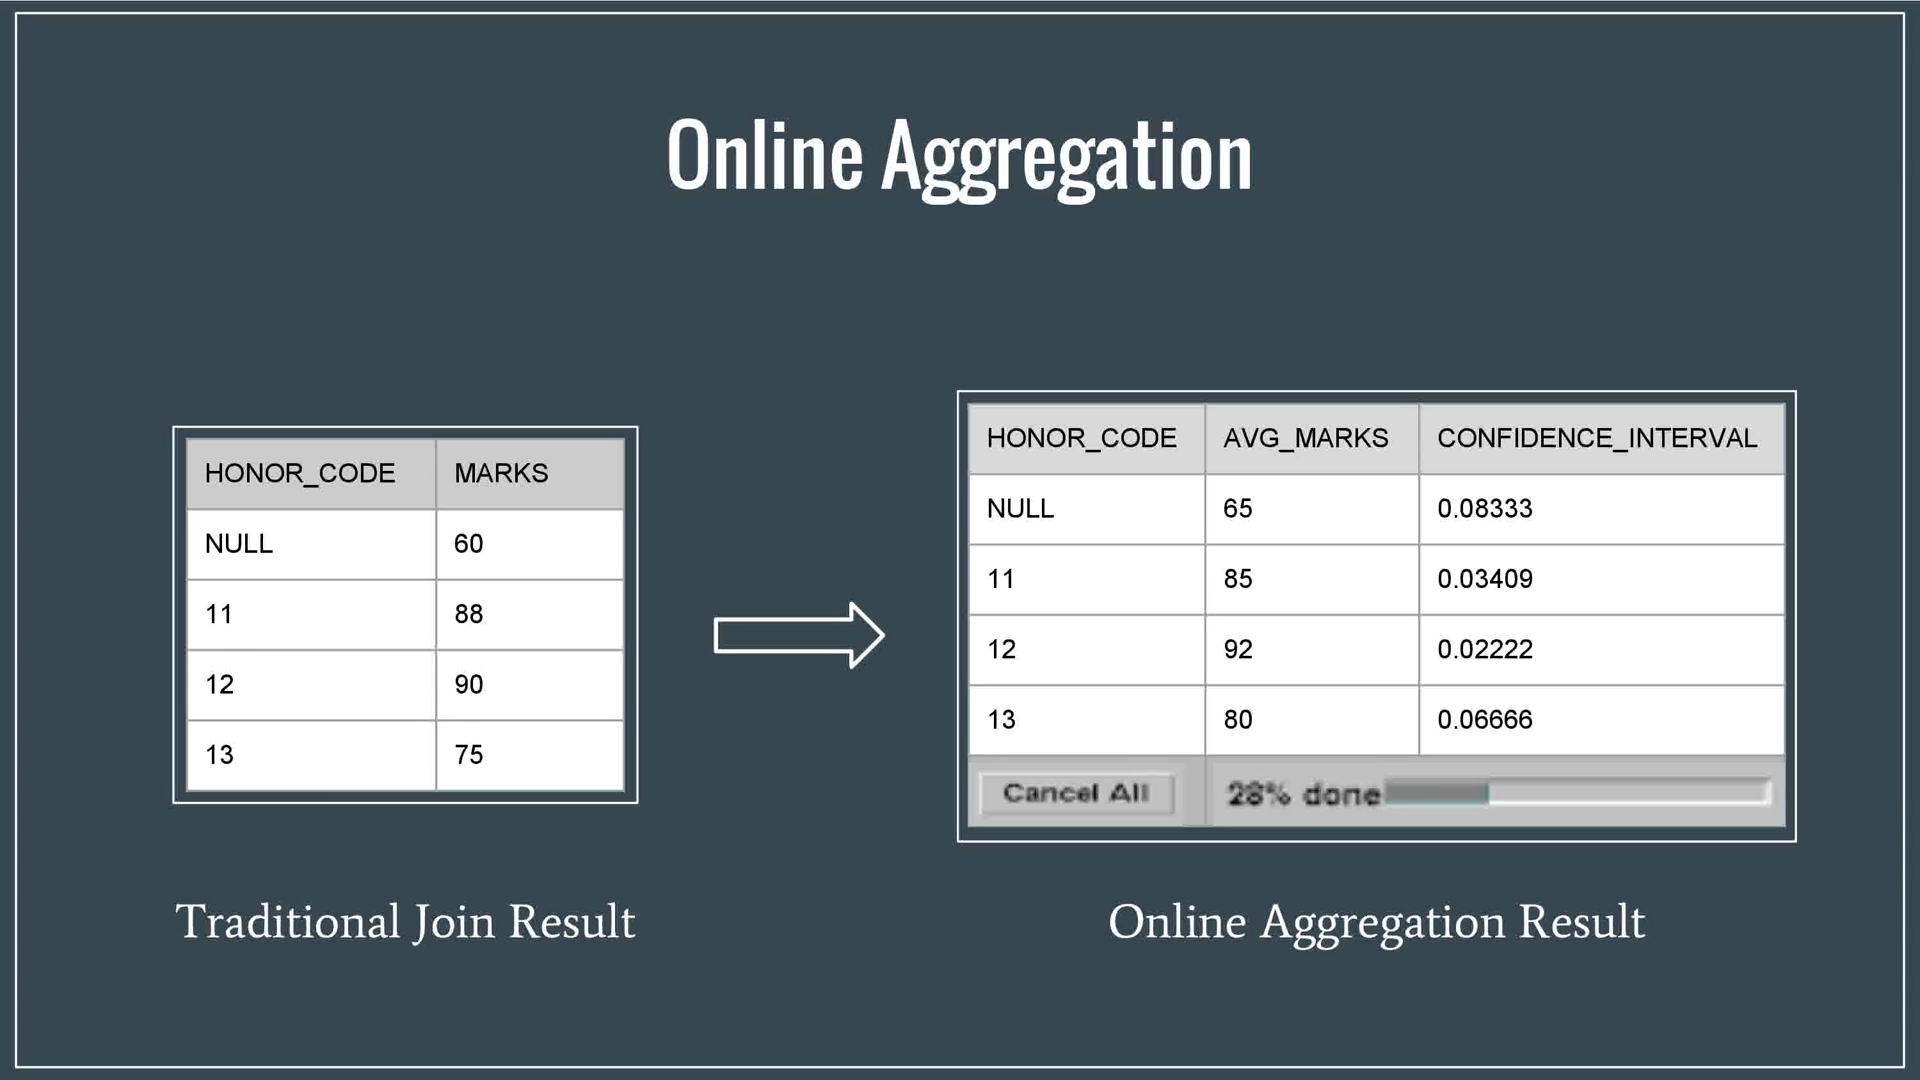 Online Aggregation
HONOR_CODE MARKS
NULL 60
11 88
12 90
13 75
Traditional Join Result
HONOR_CODE AVG_MARKS CONFIDENCE_INTERVAL
NULL 65 0.08333
11 85 0.03409
12 92 0.02222
13 80 0.06666
Cancel All 28% done
Online Aggregation Result